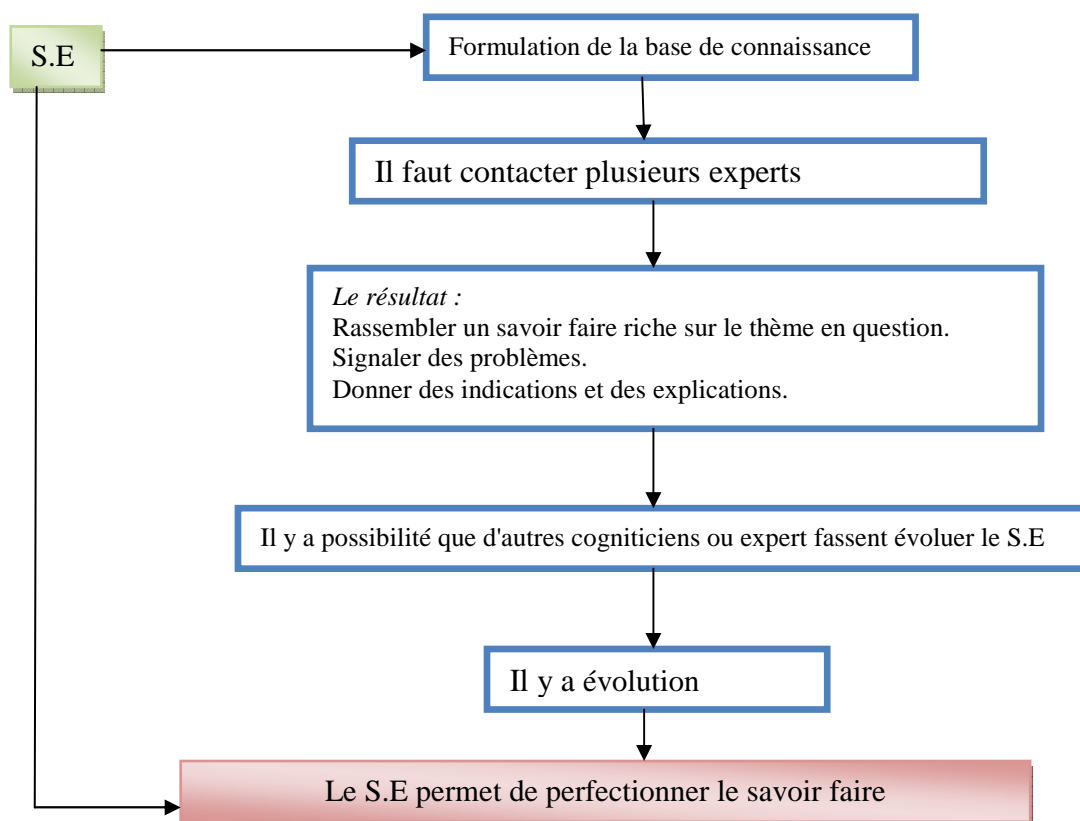 S.E
Formulation de la base de connaissance
Il faut contacter plusieurs experts
Le résultat :
Rassembler un savoir faire riche sur le thème en question.
Signaler des problèmes.
Donner des indications et des explications.
Il y a possibilité que d'autres cogniticiens ou expert fassent évoluer le S.E
Il y a évolution
Le S.E permet de perfectionner le savoir faire